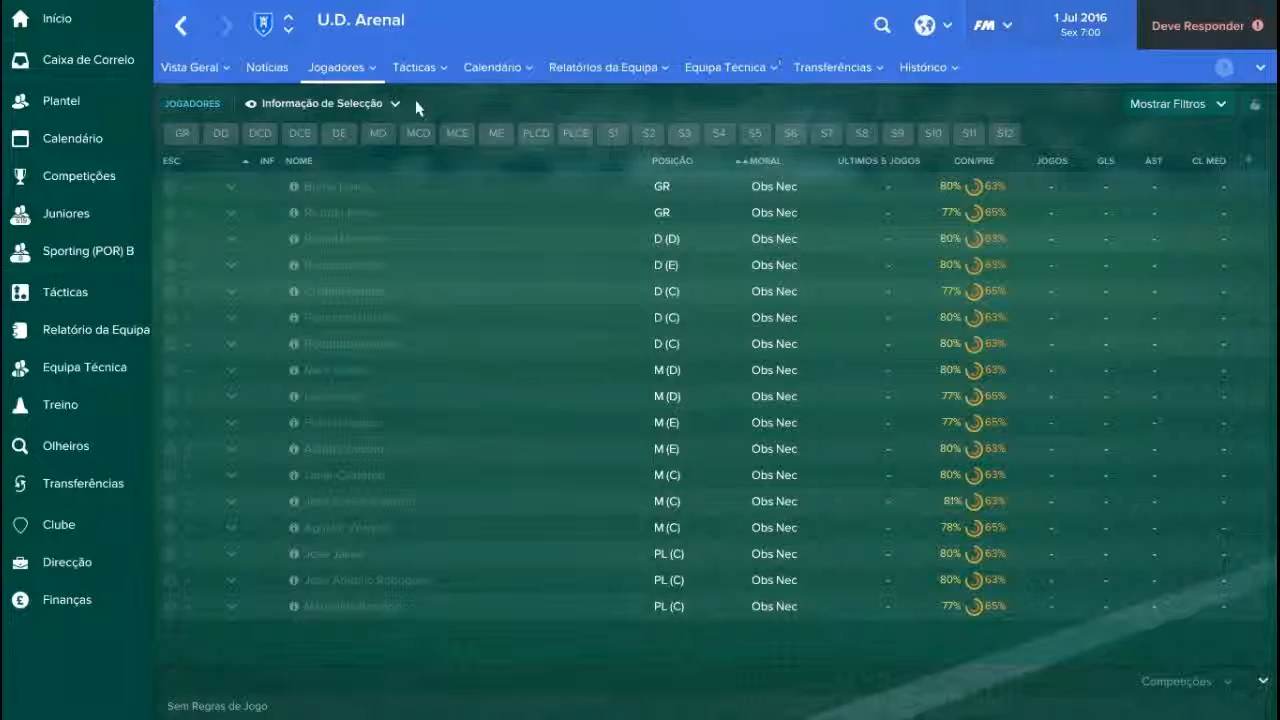 Início
Caixa de Correio
Plantel
Calendário
Competições
Juniores
Sporting (POR) B
Tácticas
Relatório da Equipa
Equipa Técnica
Treino
Olheiros
Transferências
Clube
Direcção
Finanças
U.D. Arenal
FM
1 Jul 2016
Sex 7:00
Deve Responder
Vista Geral Notícias Jogadores Tácticas Calendário Relatórios da Equipa Equipa Técnica Transferências Histórico
JOGADORES Informação de Selecção Mostrar Filtros
GR DD DCD DCE DE MD MCD MCE ME PLCD PLCE S1 S2 S3 S4 S5 S6 S7 S8 S9 S10 S11 S12
ESC INF NOME POSIÇÃO MORAL ÚLTIMOS 5 JOGOS CON/PRE JOGOS GLS AST CL MED
GR Obs Nec - 80% 63% - - - -
GR Obs Nec - 77% 65% - - - -
D (D) Obs Nec - 80% 63% - - - -
D (E) Obs Nec - 80% 63% - - - -
D (C) Obs Nec - 77% 65% - - - -
D (C) Obs Nec - 80% 63% - - - -
D (C) Obs Nec - 80% 63% - - - -
M (D) Obs Nec - 80% 63% - - - -
M (D) Obs Nec - 77% 65% - - - -
M (E) Obs Nec - 77% 65% - - - -
M (E) Obs Nec - 80% 63% - - - -
M (C) Obs Nec - 80% 63% - - - -
M (C) Obs Nec - 81% 63% - - - -
M (C) Obs Nec - 78% 65% - - - -
PL (C) Obs Nec - 80% 63% - - - -
PL (C) Obs Nec - 80% 63% - - - -
PL (C) Obs Nec - 77% 65% - - - -
Competições
Sem Regras de Jogo